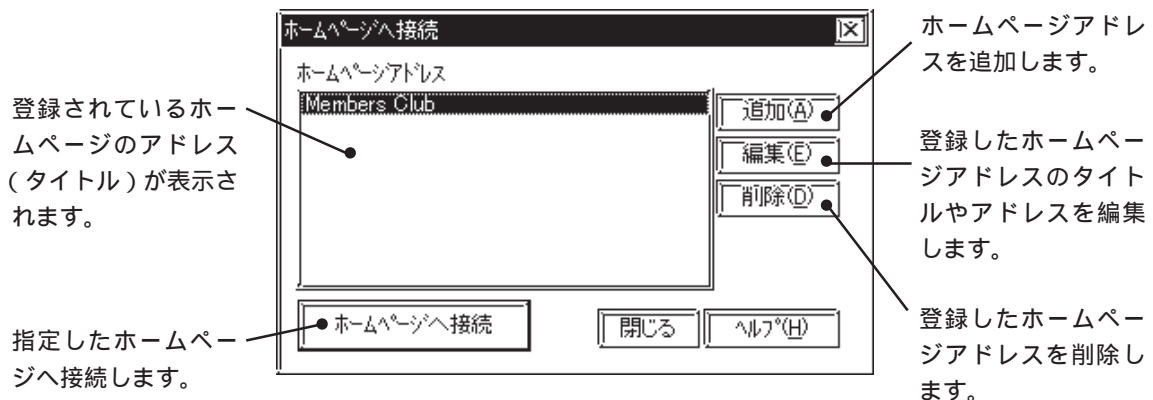 ホームページへ接続
ホームページアドレス
Members Club
追加(A)
編集(E)
削除(D)
ホームページへ接続
閉じる
ヘルプ(H)
登録されているホー
ムページのアドレス
(タイトル)が表示さ
れます。
指定したホームペー
ジへ接続します。
ホームページアドレ
スを追加します。
登録したホームペー
ジアドレスのタイト
ルやアドレスを編集
します。
登録したホームペー
ジアドレスを削除し
ます。